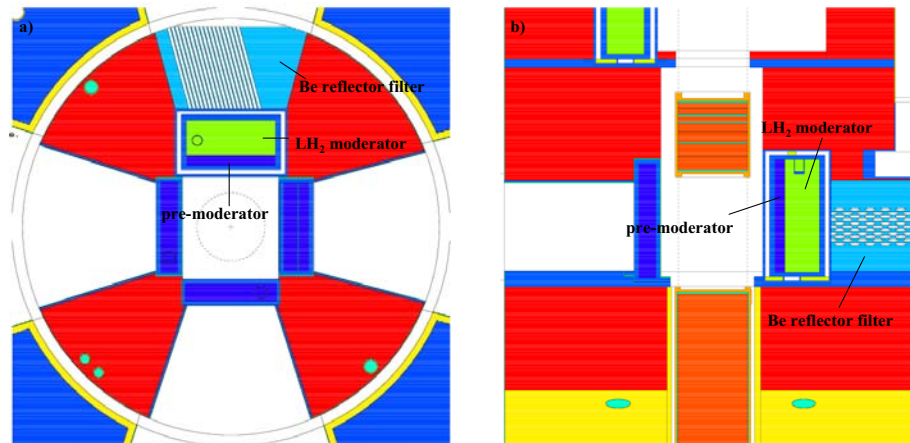 a)
Be reflector filter
LH₂ moderator
pre-moderator
b)
LH₂ moderator
pre-moderator
Be reflector filter